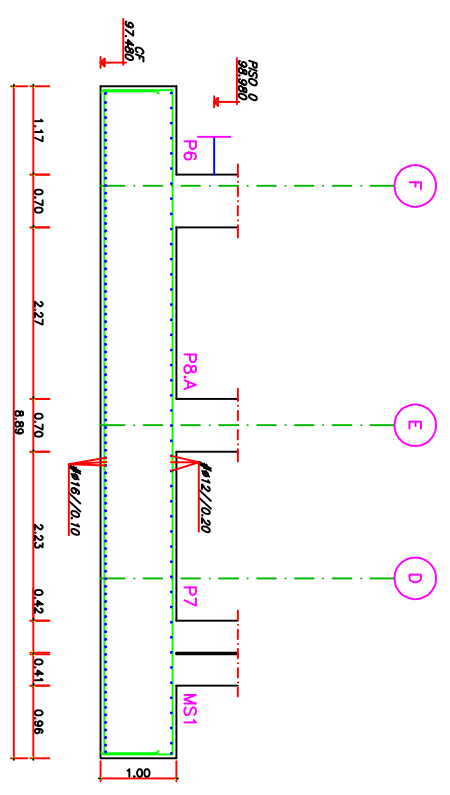 CF
97.480
PISO 0
98.980
F
E
D
P6
P8.A
P7
MS1
1.17
0.70
2.27
0.70
2.23
0.42
0.41
0.96
8.89
1.00
#ø12//0.20
#ø16//0.10